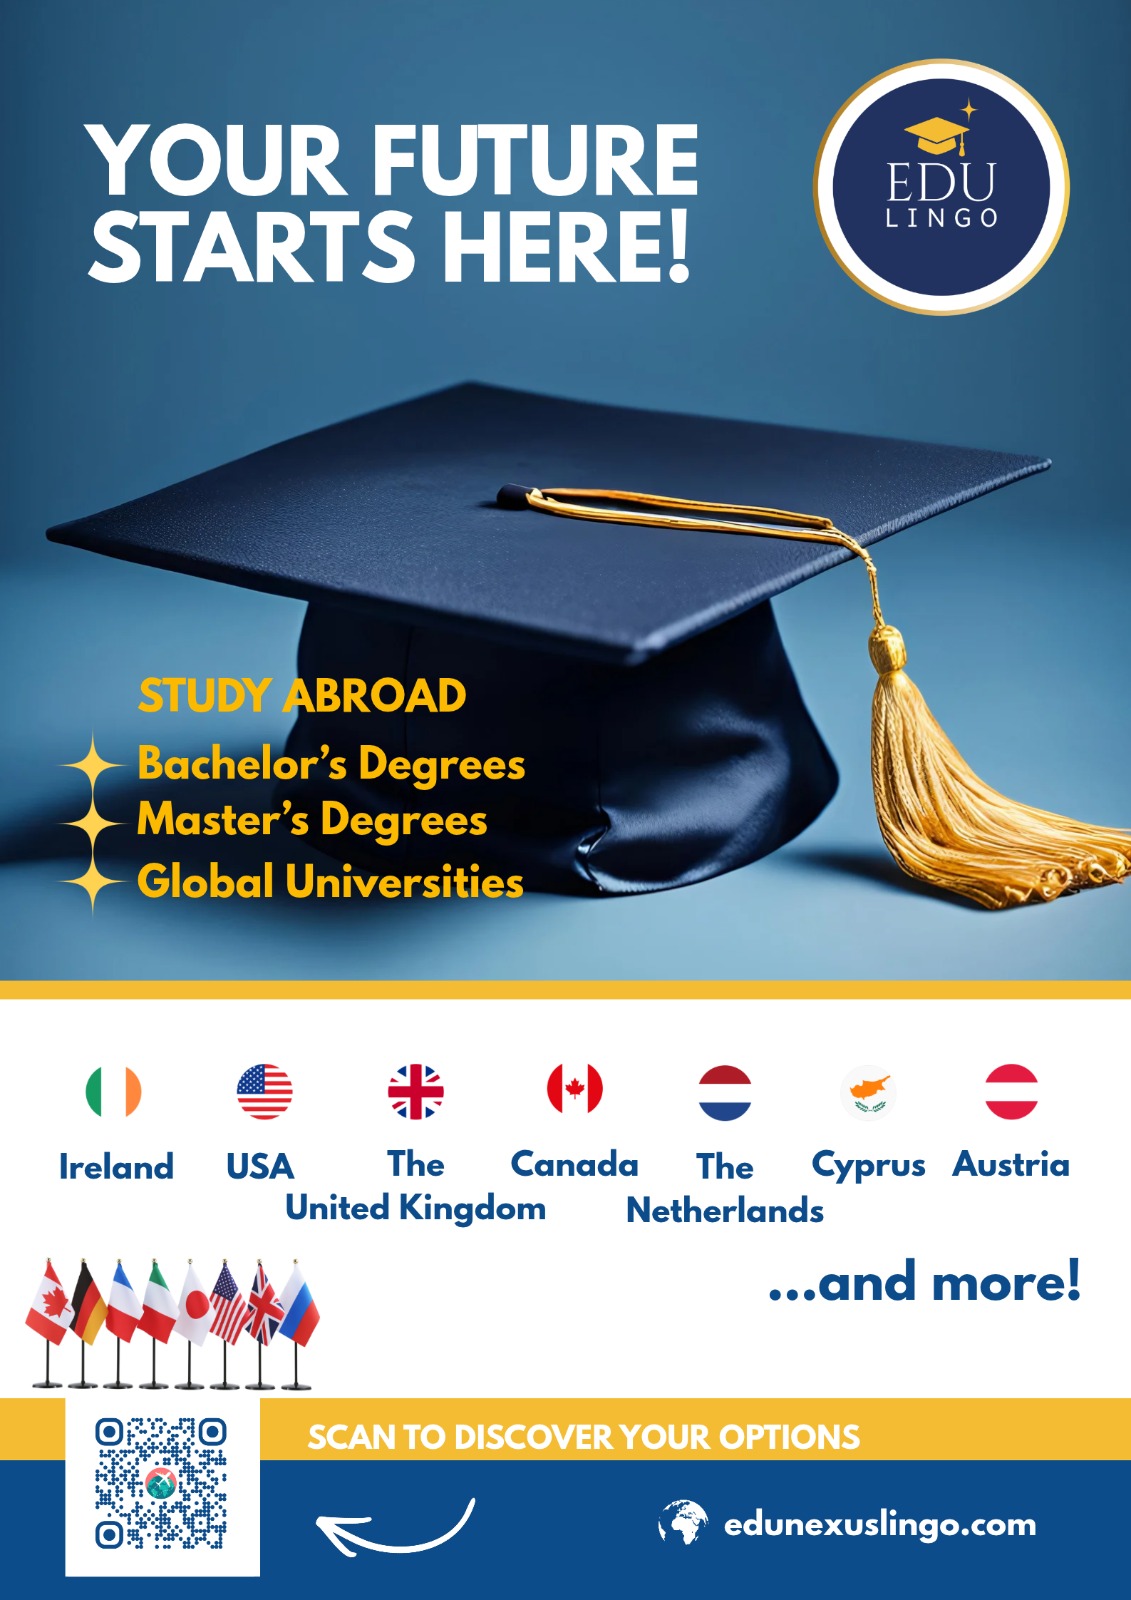 YOUR FUTURE
STARTS HERE!
EDU
LINGO
STUDY ABROAD
Bachelor’s Degrees
Master’s Degrees
Global Universities
Ireland
USA
The
United Kingdom
Canada
The
Netherlands
Cyprus
Austria
...and more!
SCAN TO DISCOVER YOUR OPTIONS
edunexuslingo.com